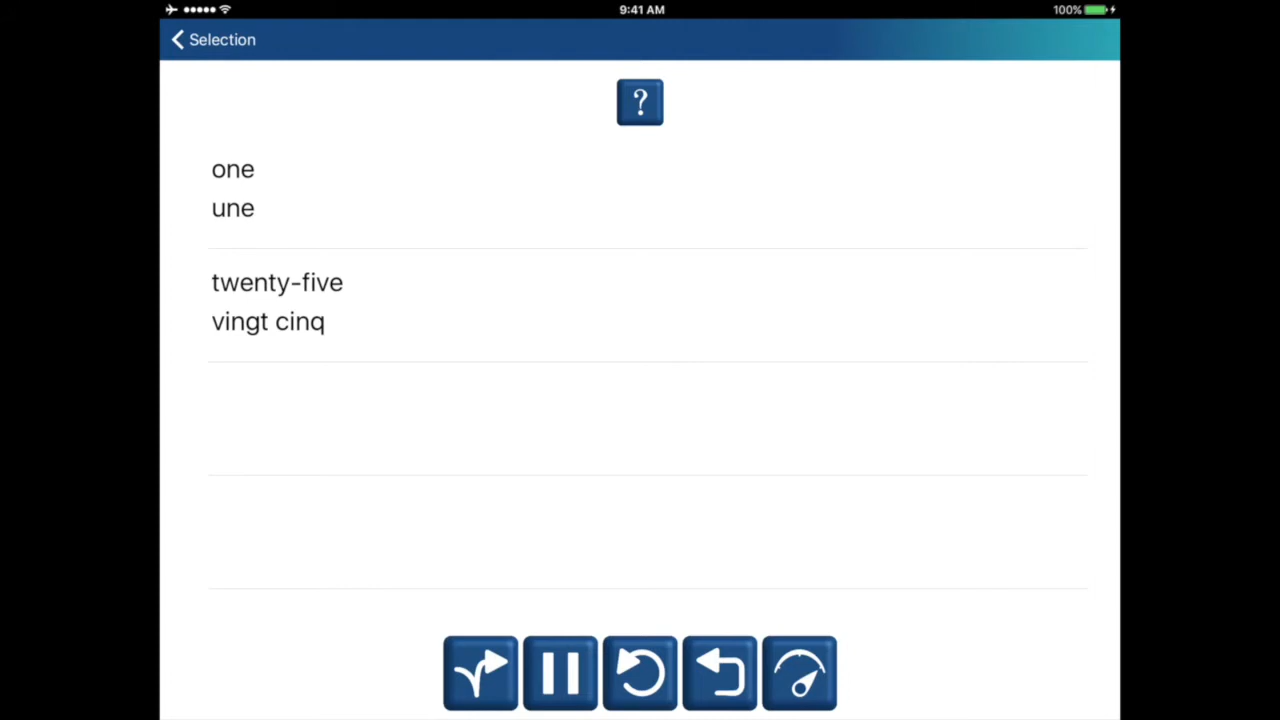 9:41 AM
100%
Selection
?
one
une
twenty-five
vingt cinq